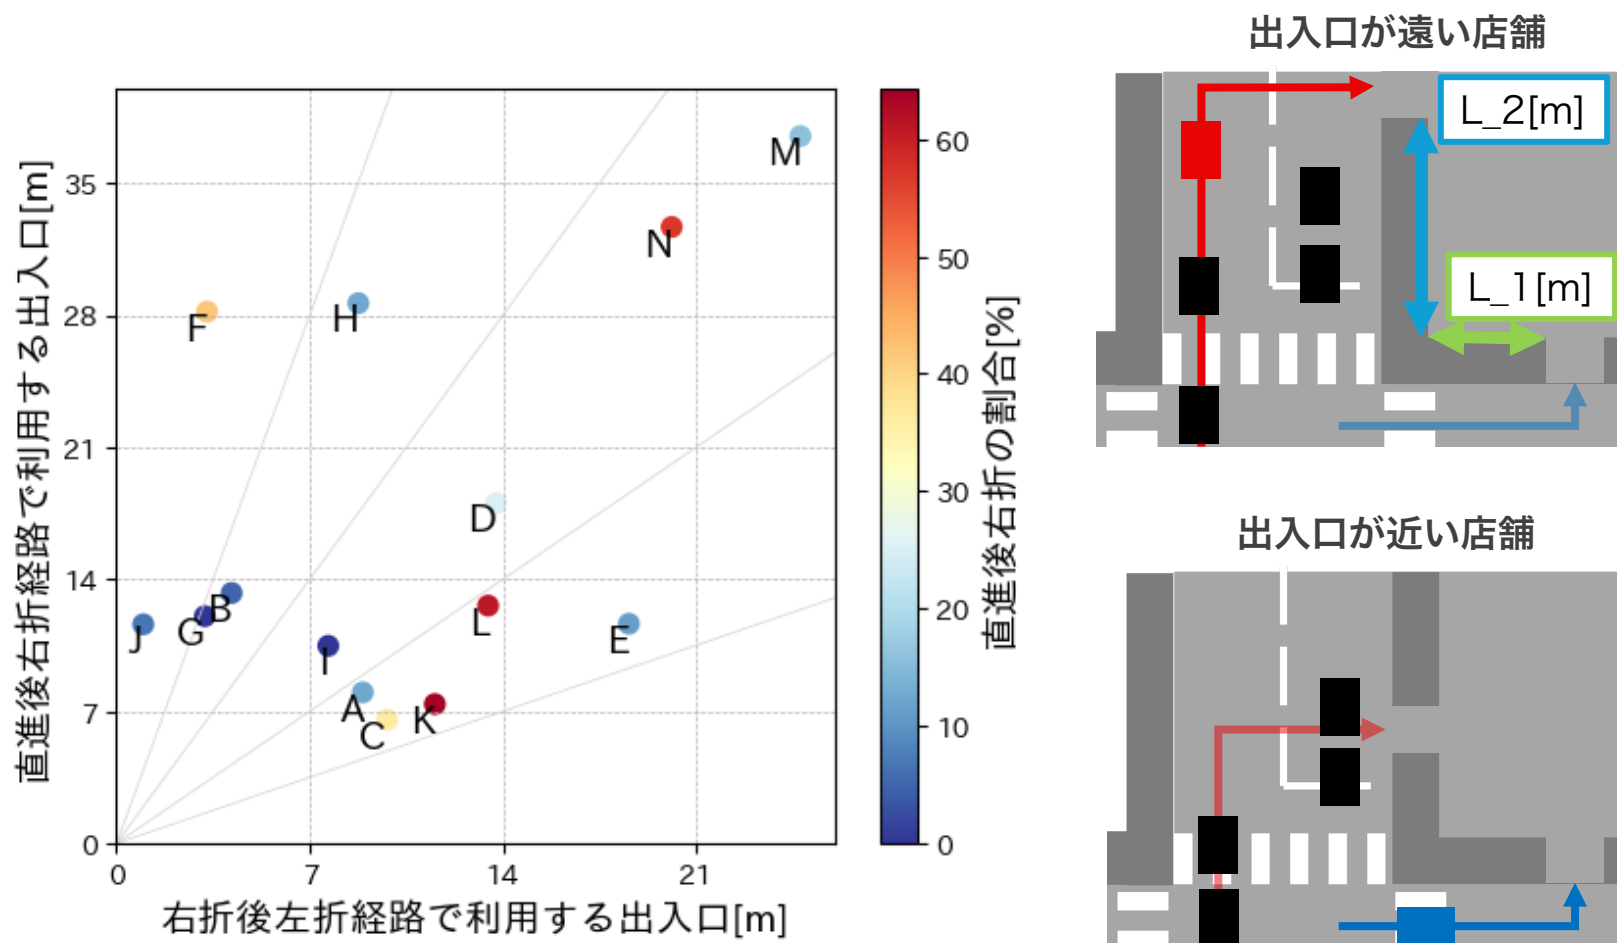 直進後右折経路で利用する出入口[m]
35
28
21
14
7
0
0
7
14
21
右折後左折経路で利用する出入口[m]
M
N
F
H
D
B
G
J
I
L
E
A
C
K
60
50
40
30
20
10
0
直進後右折の割合[%]
出入口が遠い店舗
L_2[m]
L_1[m]
出入口が近い店舗